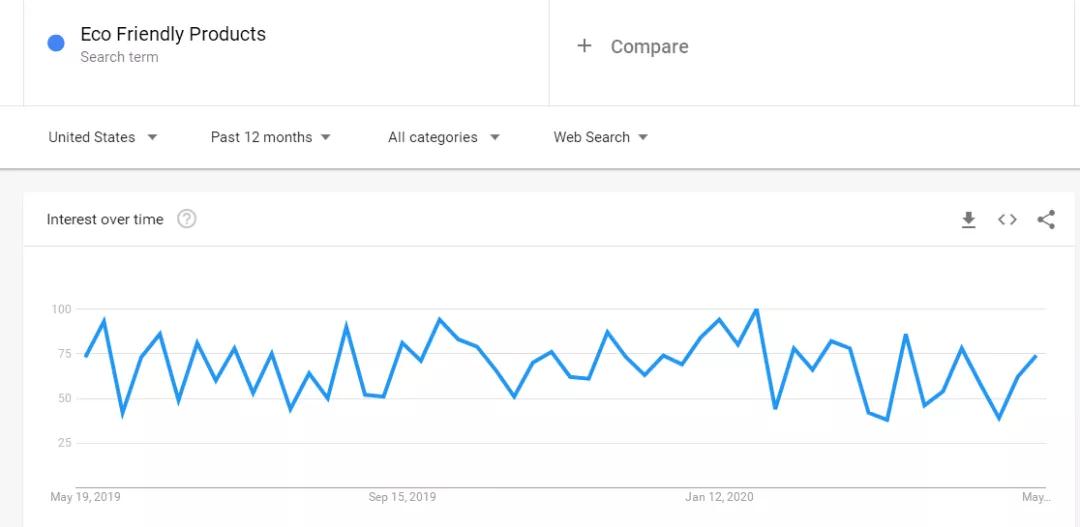 Eco Friendly Products
Search term
+ Compare
United States
Past 12 months
All categories
Web Search
Interest over time ?
100
75
50
25
May 19, 2019
Sep 15, 2019
Jan 12, 2020
May...